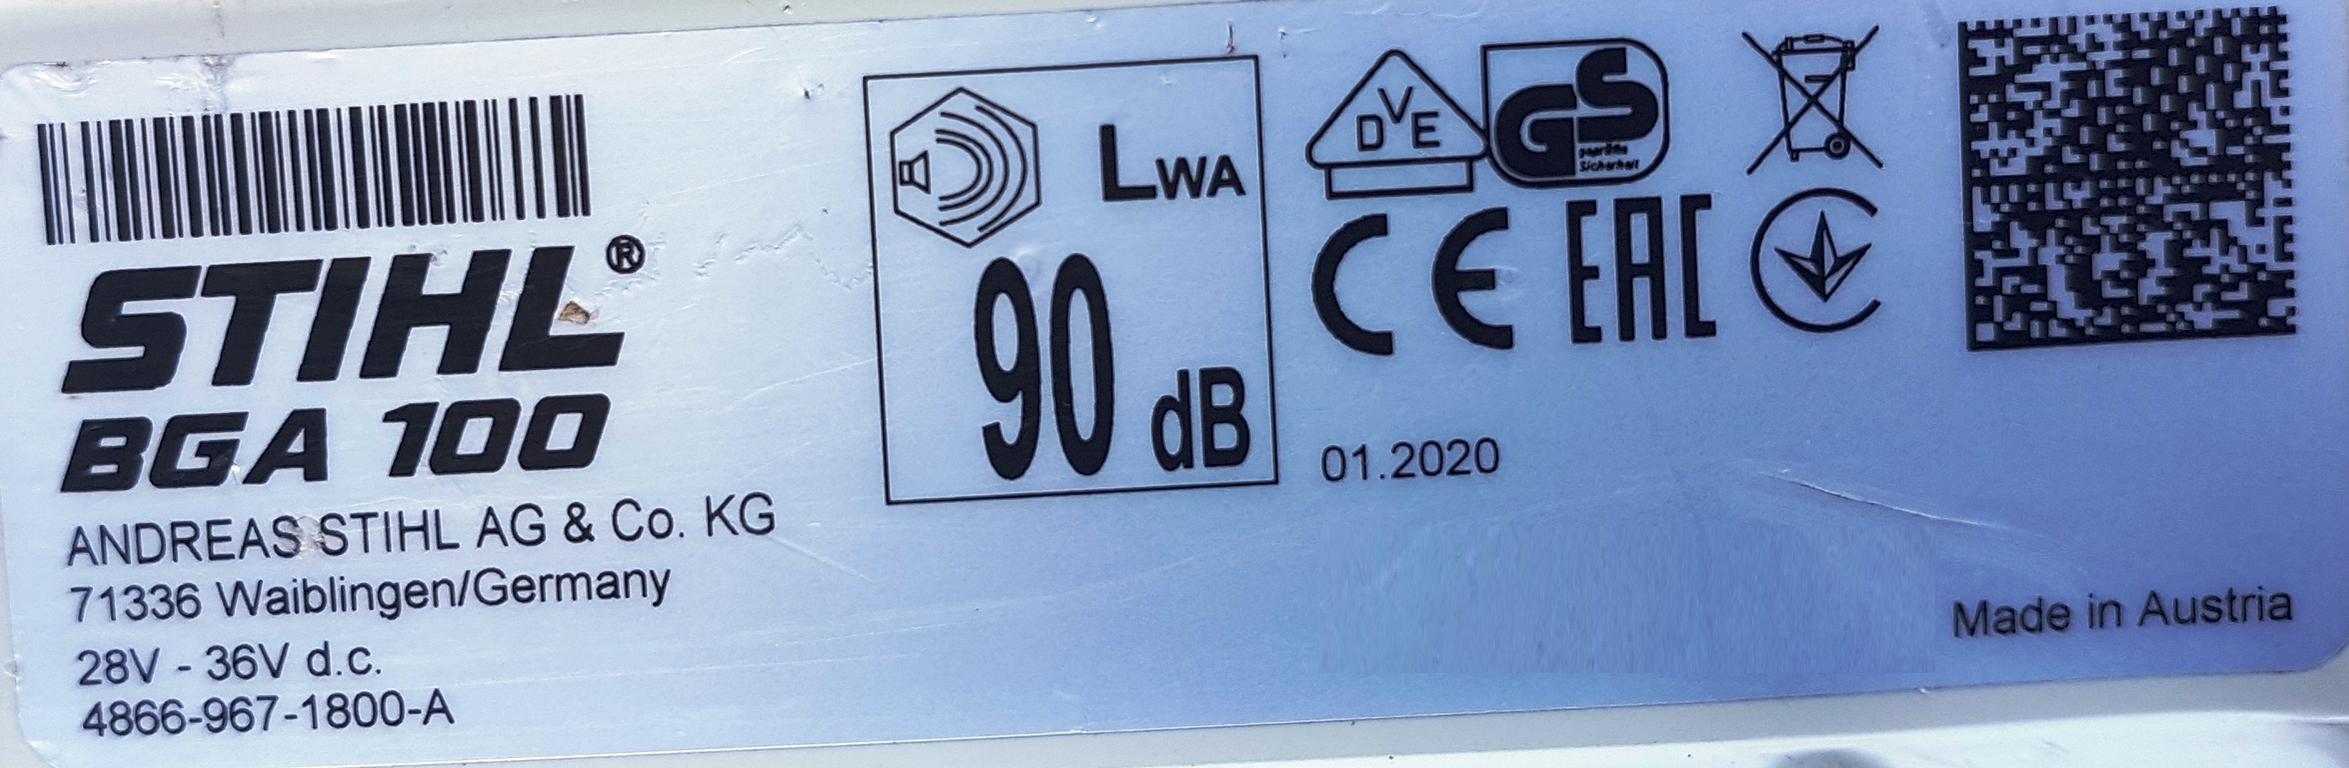 STIHL®
BGA 100
ANDREAS STIHL AG & Co. KG
71336 Waiblingen/Germany
28V - 36V d.c.
4866-967-1800-A
LWA
90 dB
DVE
GS
geprüfte
Sicherheit
CE EAC
01.2020
Made in Austria